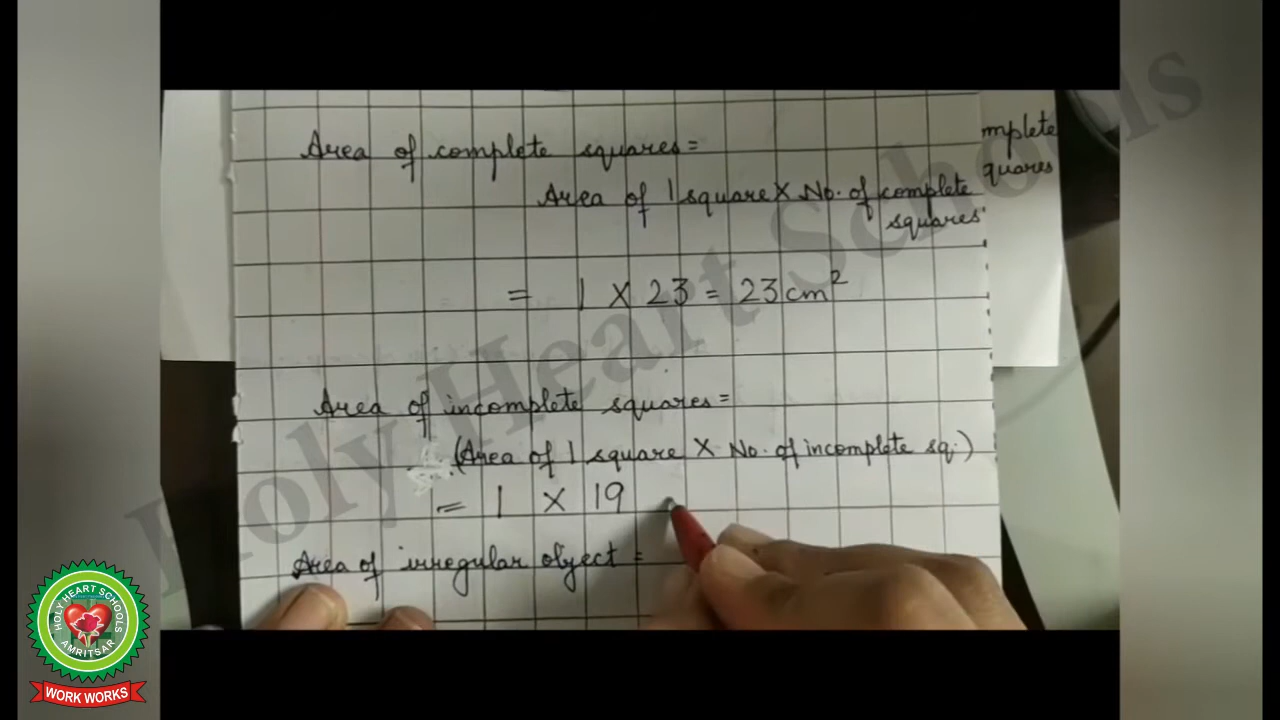 Area of complete squares =
mplete
quares
Area of 1 square X No. of complete
squares
= 1 X 23 = 23 cm²
Area of incomplete squares =
(Area of 1 square X No. of incomplete sq.)
= 1 X 19
Area of irregular object =
Holy Heart Schools
HOLY HEART SCHOOLS
AMRITSAR
WORK WORKS